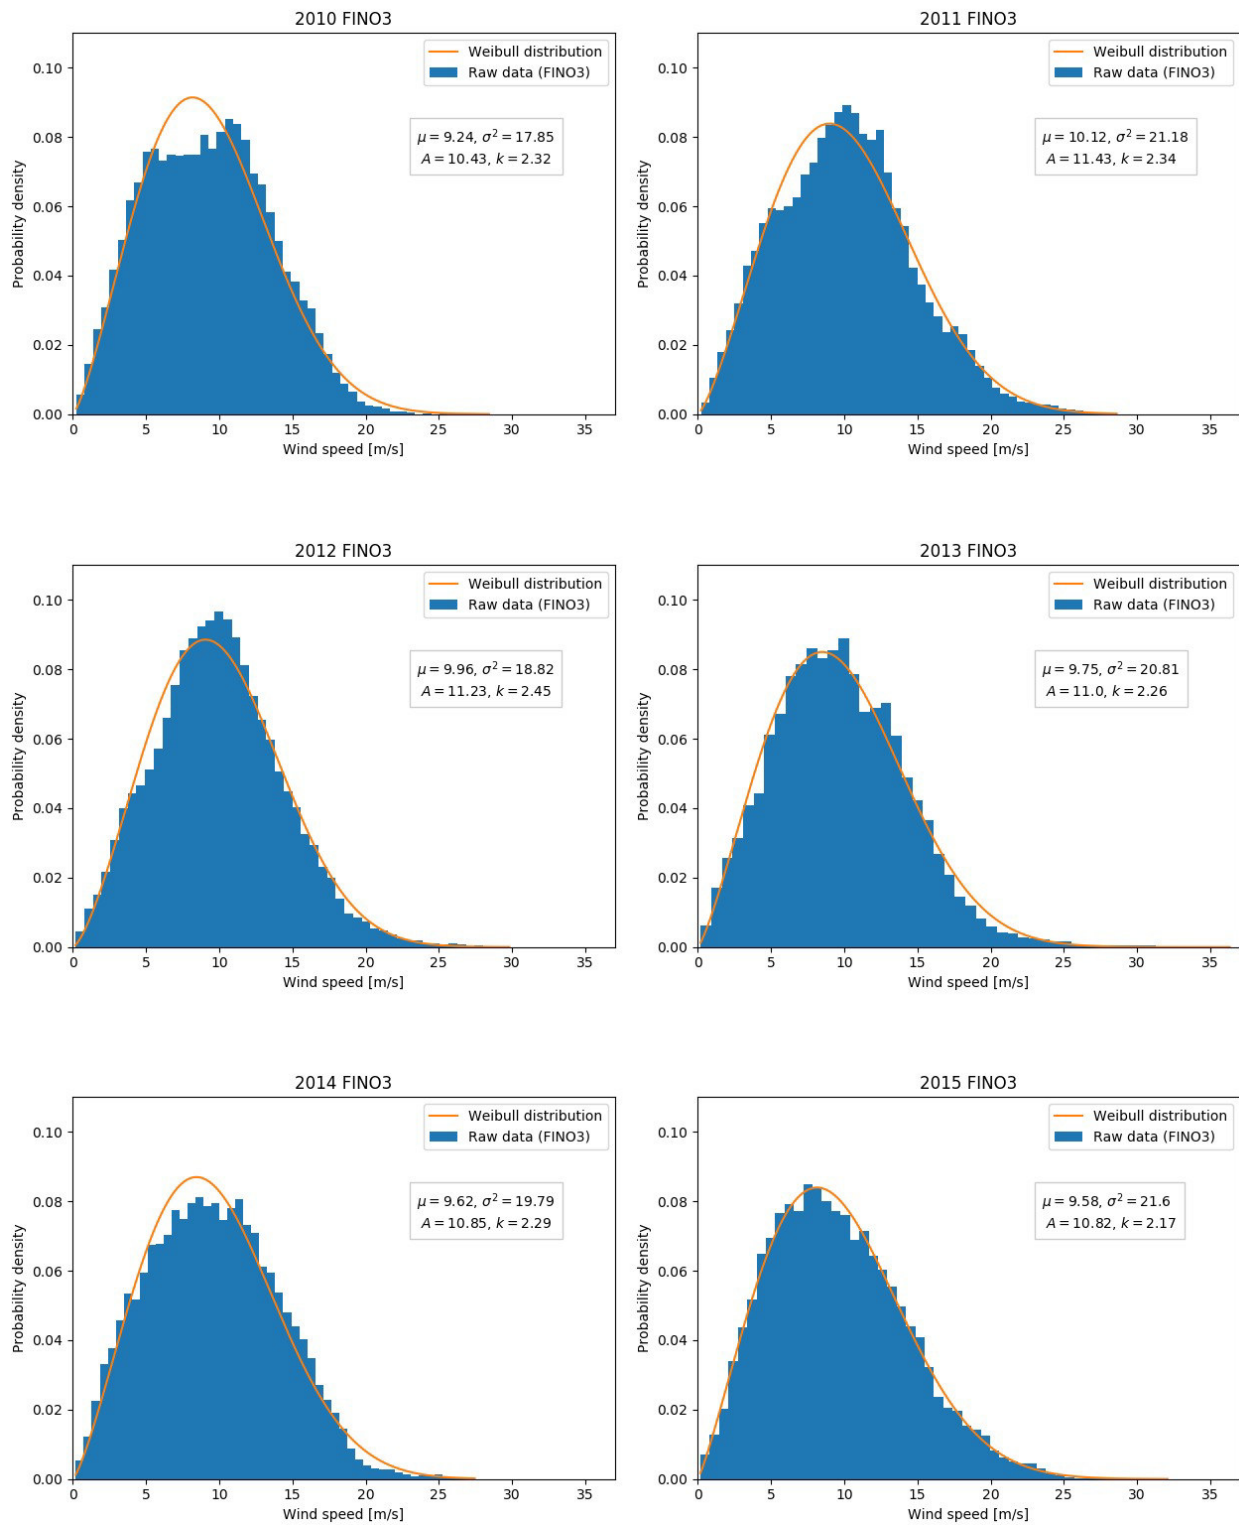 2010 FINO3
Weibull distribution
Raw data (FINO3)
μ = 9.24, σ² = 17.85
A = 10.43, k = 2.32
Probability density
0.10
0.08
0.06
0.04
0.02
0.00
0 5 10 15 20 25 30 35
Wind speed [m/s]
2011 FINO3
Weibull distribution
Raw data (FINO3)
μ = 10.12, σ² = 21.18
A = 11.43, k = 2.34
Probability density
0.10
0.08
0.06
0.04
0.02
0.00
0 5 10 15 20 25 30 35
Wind speed [m/s]
2012 FINO3
Weibull distribution
Raw data (FINO3)
μ = 9.96, σ² = 18.82
A = 11.23, k = 2.45
Probability density
0.10
0.08
0.06
0.04
0.02
0.00
0 5 10 15 20 25 30 35
Wind speed [m/s]
2013 FINO3
Weibull distribution
Raw data (FINO3)
μ = 9.75, σ² = 20.81
A = 11.0, k = 2.26
Probability density
0.10
0.08
0.06
0.04
0.02
0.00
0 5 10 15 20 25 30 35
Wind speed [m/s]
2014 FINO3
Weibull distribution
Raw data (FINO3)
μ = 9.62, σ² = 19.79
A = 10.85, k = 2.29
Probability density
0.10
0.08
0.06
0.04
0.02
0.00
0 5 10 15 20 25 30 35
Wind speed [m/s]
2015 FINO3
Weibull distribution
Raw data (FINO3)
μ = 9.58, σ² = 21.6
A = 10.82, k = 2.17
Probability density
0.10
0.08
0.06
0.04
0.02
0.00
0 5 10 15 20 25 30 35
Wind speed [m/s]